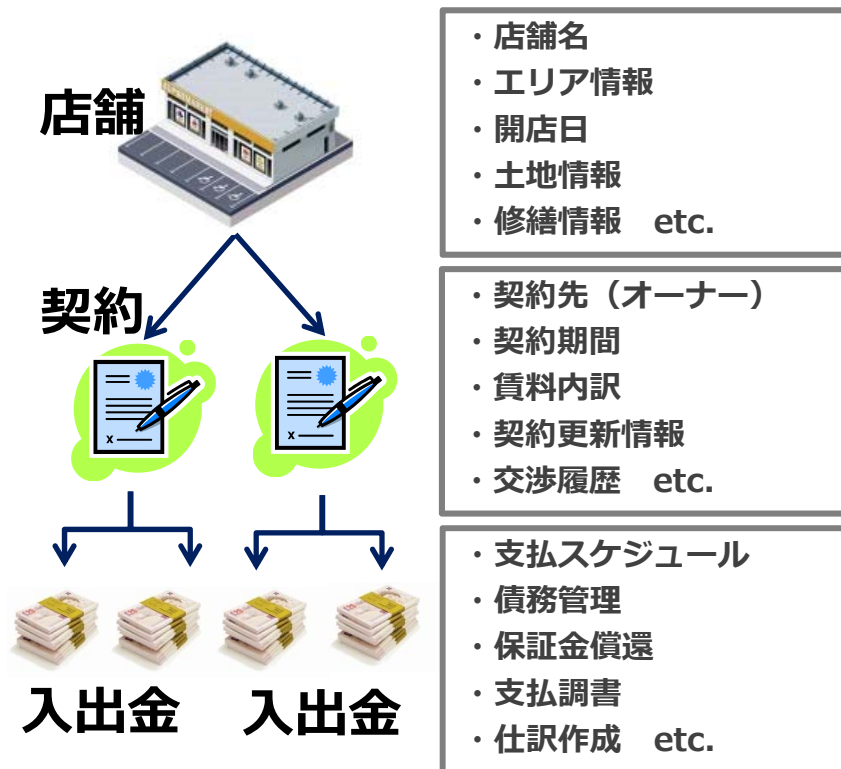 店舗
・店舗名
・エリア情報
・開店日
・土地情報
・修繕情報　etc.
契約
・契約先（オーナー）
・契約期間
・賃料内訳
・契約更新情報
・交渉履歴　etc.
入出金
入出金
・支払スケジュール
・債務管理
・保証金償還
・支払調書
・仕訳作成　etc.